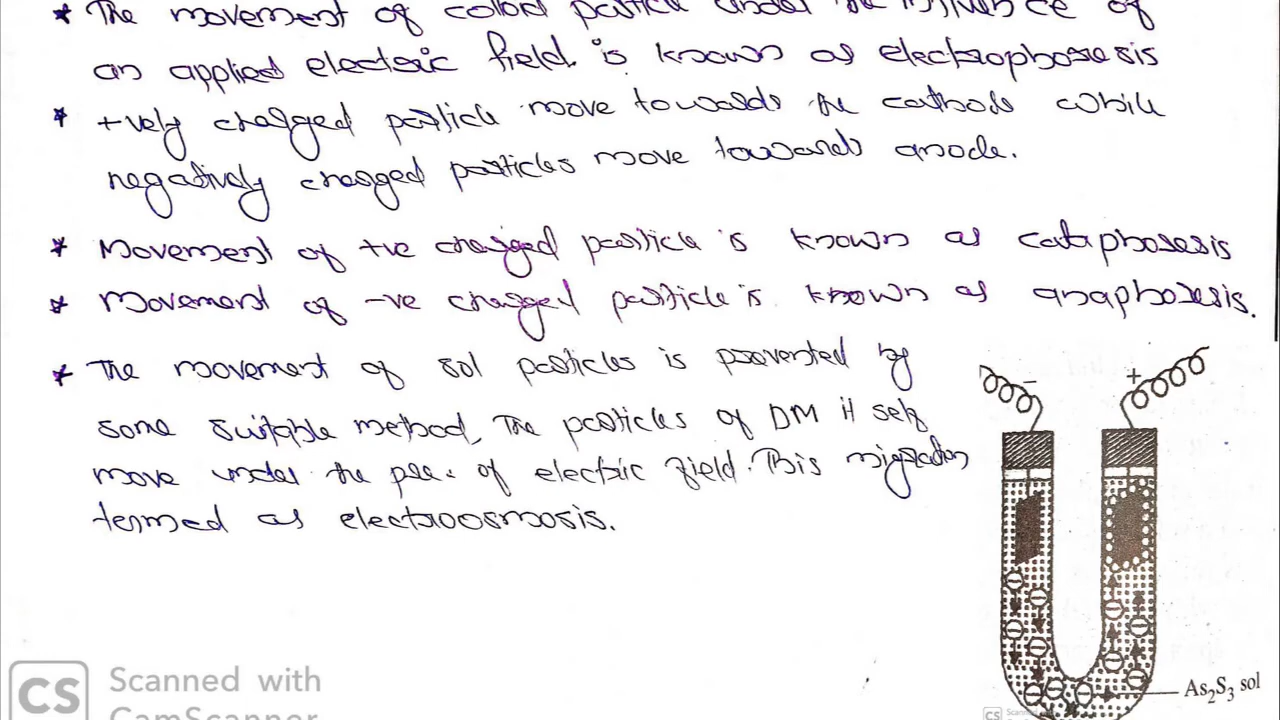 * The movement of colloid particle under the influence of
an applied electric field. is known as electrophoresis
* +vely charged particle move towards the cathode while
negatively charged particles move towards anode.
* Movement of +ve charged particle is known as cataphoresis
* Movement of -ve charged particle is known as anaphoresis.
* The movement of sol particles is prevented by
some suitable method, The particles of DM it self
move under the of electric field. This migration
termed as electroosmosis.
− +
As₂S₃ sol
CS Scanned with
CamScanner
CS